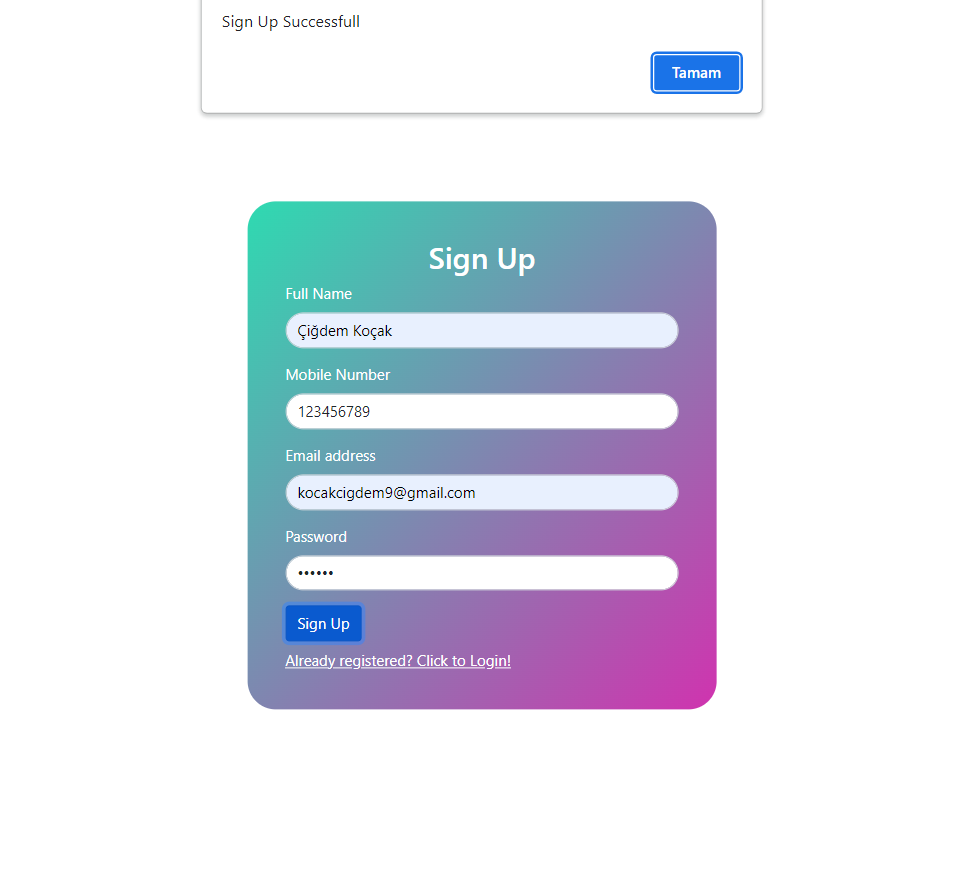 Sign Up Successfull
Tamam
Sign Up
Full Name
Çiğdem Koçak
Mobile Number
123456789
Email address
kocakcigdem9@gmail.com
Password
••••••
Sign Up
Already registered? Click to Login!